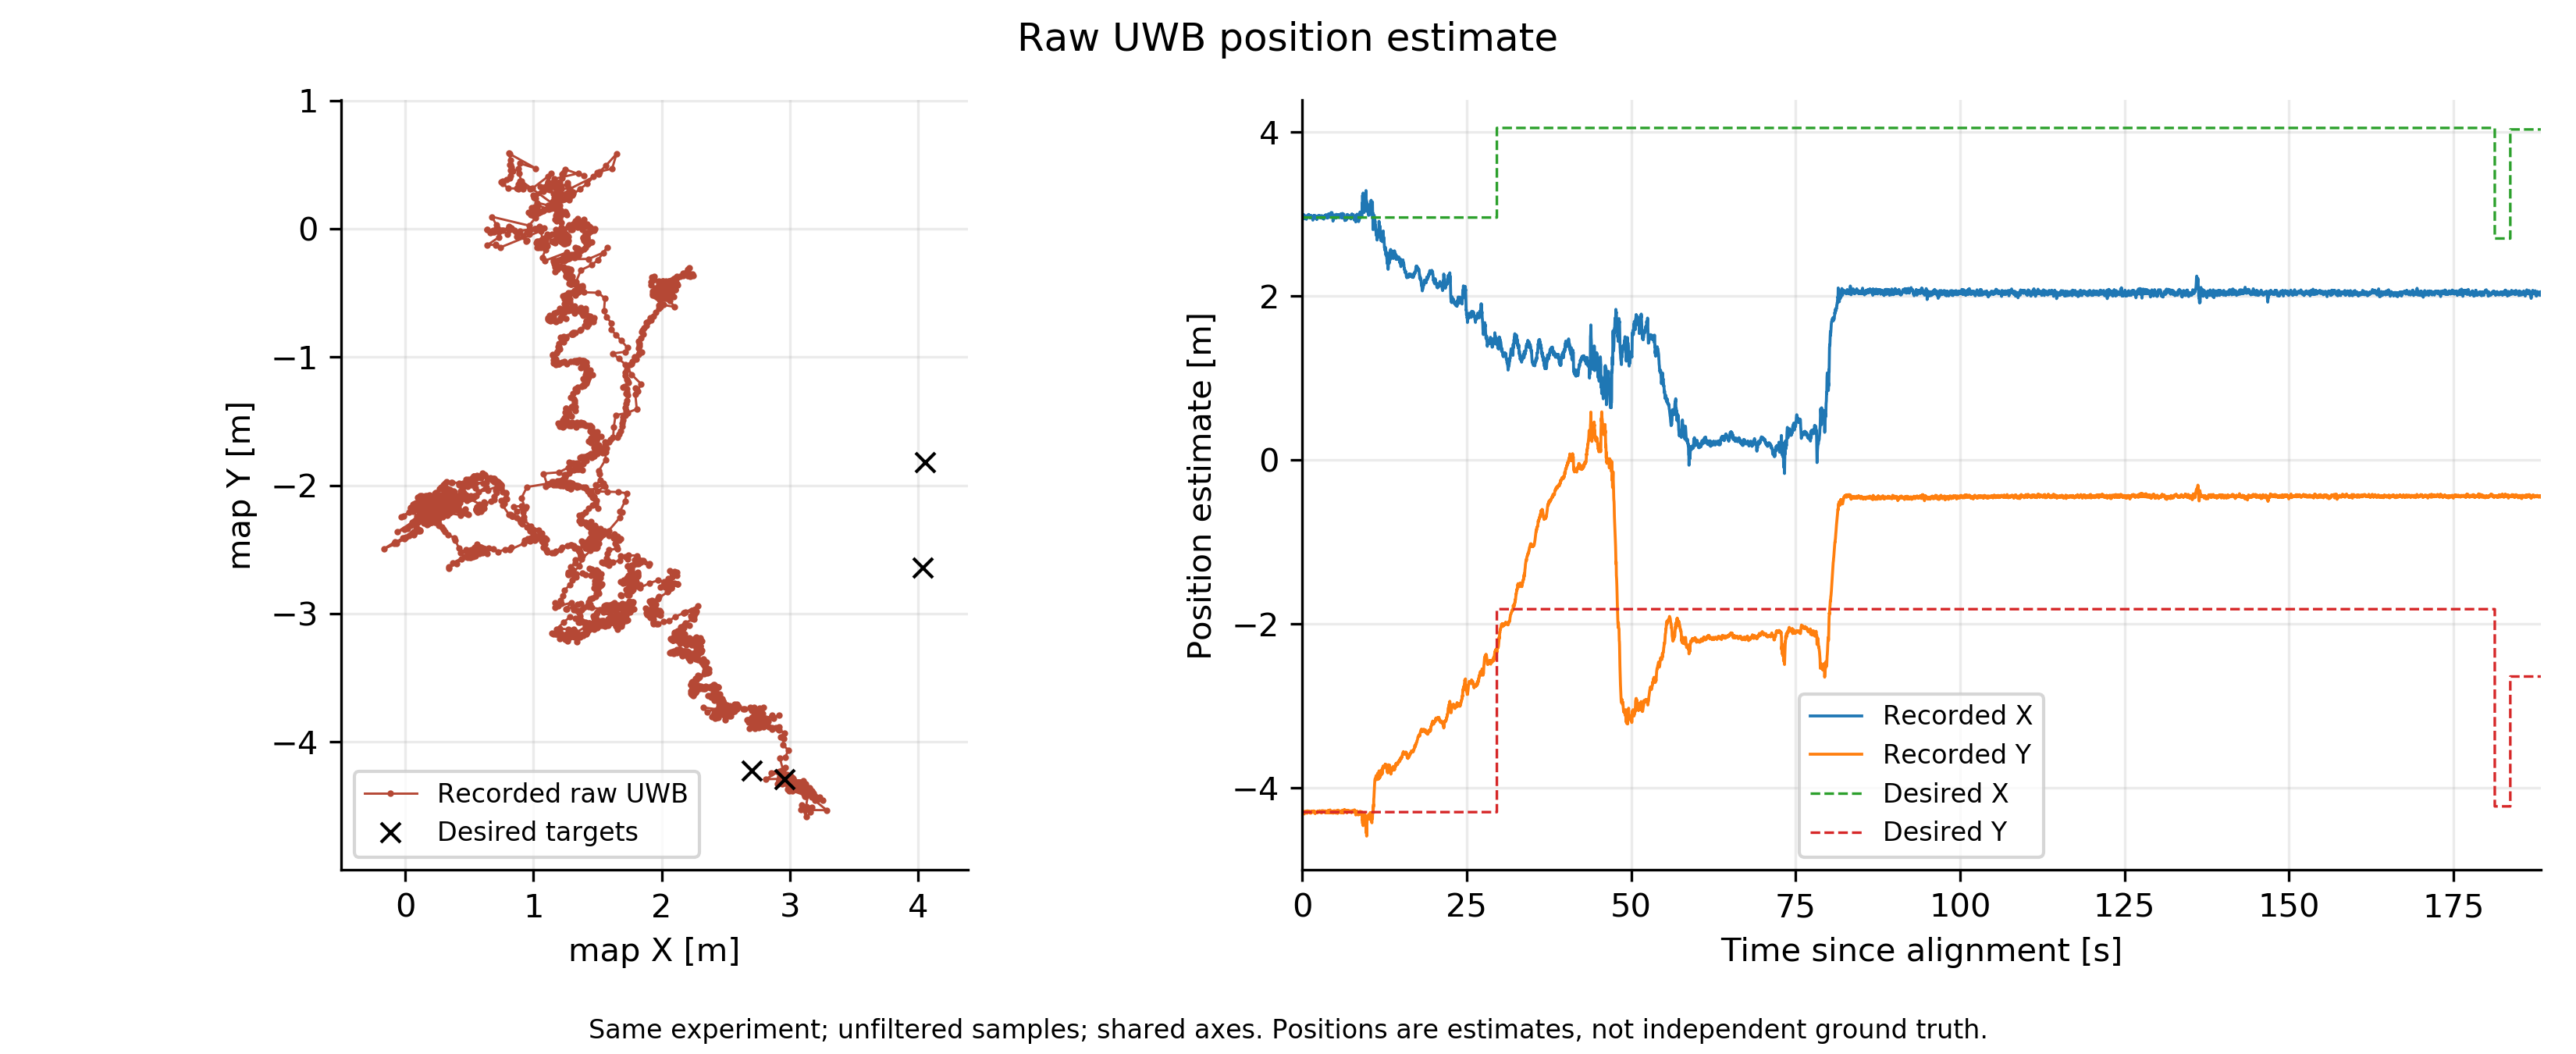 Raw UWB position estimate
1
0
−1
−2
−3
−4
map Y [m]
0 1 2 3 4
map X [m]
Recorded raw UWB
Desired targets
4
2
0
−2
−4
Position estimate [m]
0 25 50 75 100 125 150 175
Time since alignment [s]
Recorded X
Recorded Y
Desired X
Desired Y
Same experiment; unfiltered samples; shared axes. Positions are estimates, not independent ground truth.